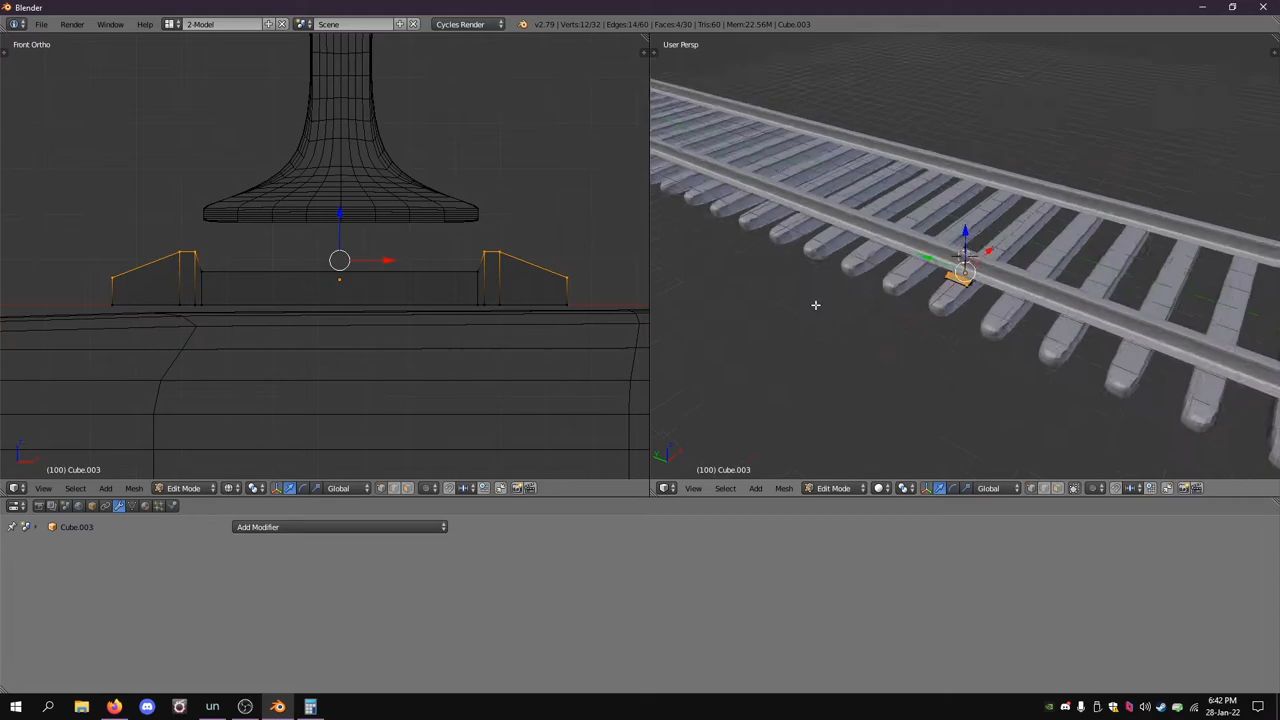 Blender
File Render Window Help 2-Model Scene Cycles Render v2.79 | Verts:12/32 | Edges:14/60 | Faces:4/30 | Tris:60 | Mem:22.56M | Cube.003
Front Ortho
User Persp
(100) Cube.003
(100) Cube.003
View Select Add Mesh Edit Mode Global
View Select Add Mesh Edit Mode Global
Cube.003 Add Modifier
un
6:42 PM
28-Jan-22